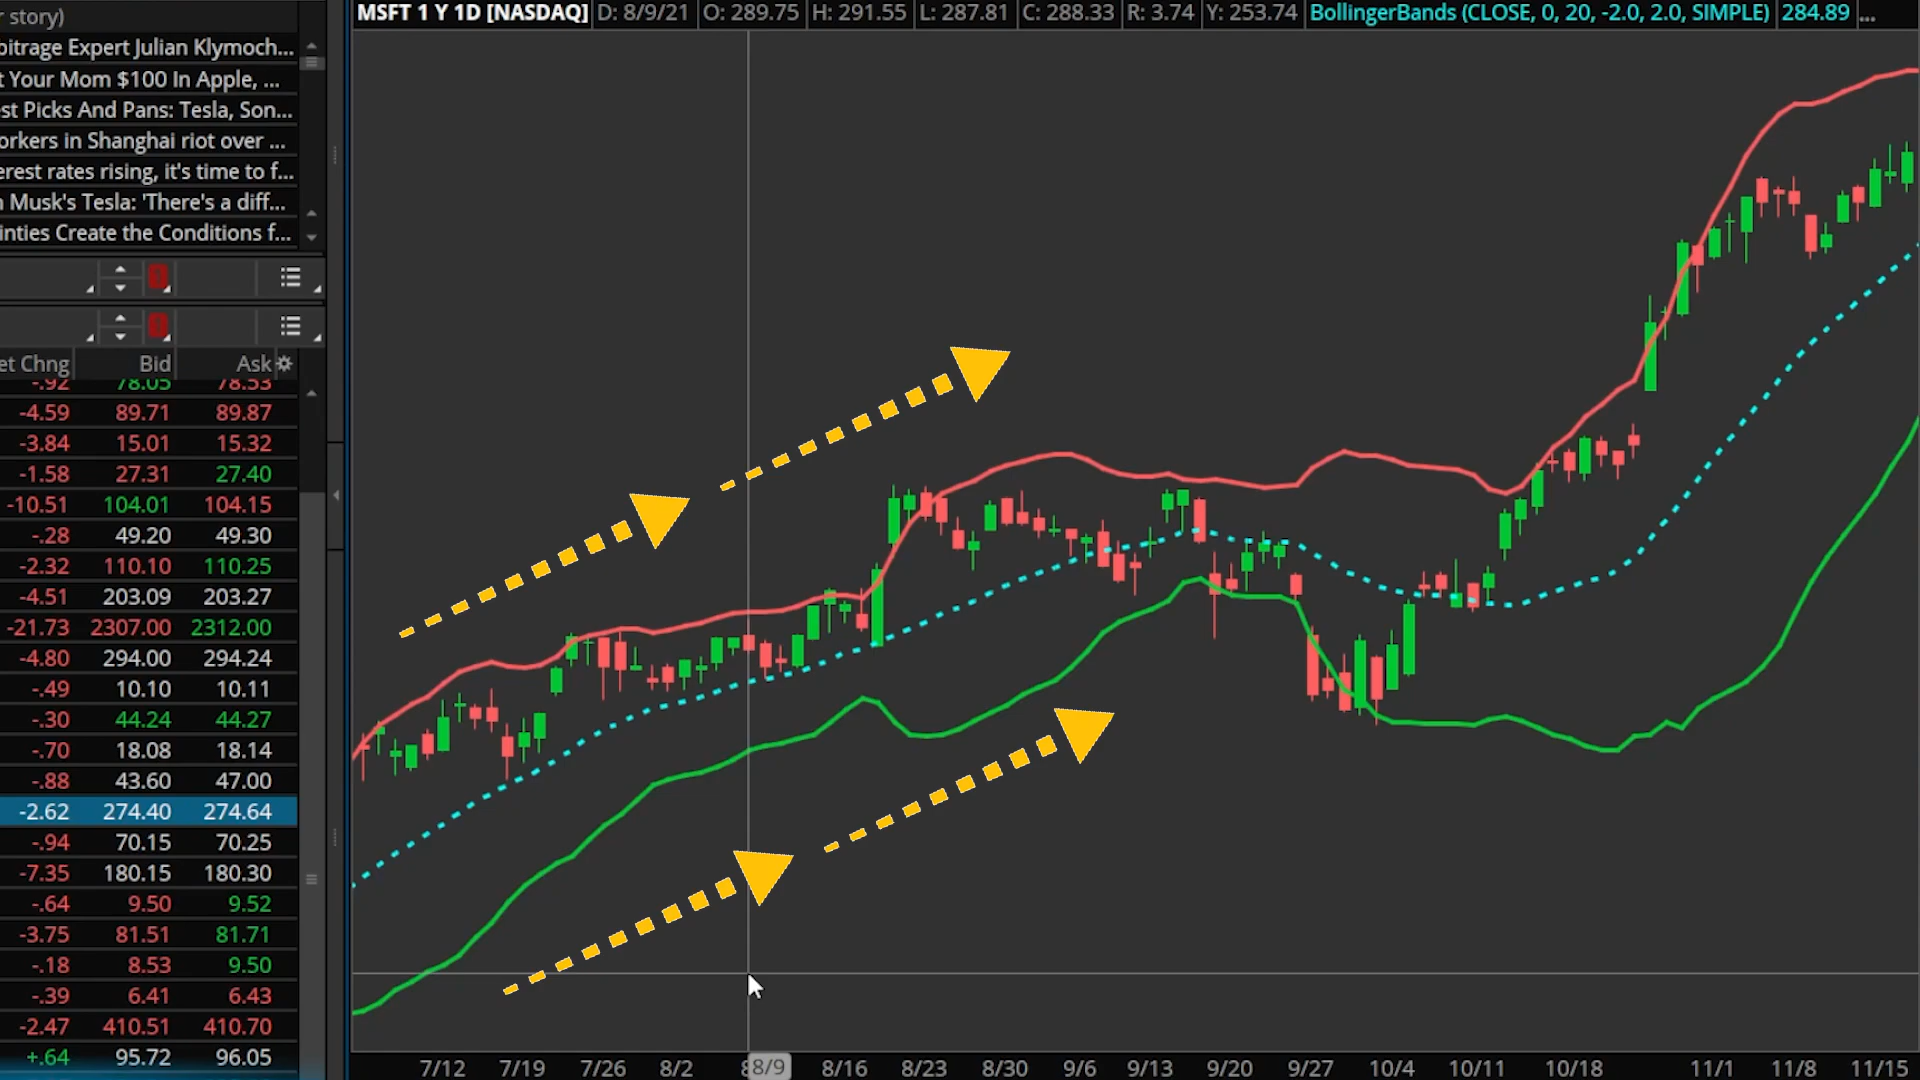 r story)
bitrage Expert Julian Klymoch...
t Your Mom $100 In Apple, ...
est Picks And Pans: Tesla, Son...
orkers in Shanghai riot over ...
erest rates rising, it's time to f...
n Musk's Tesla: 'There's a diff...
inties Create the Conditions f...
et Chng Bid Ask
-.92 78.05 78.53
-4.59 89.71 89.87
-3.84 15.01 15.32
-1.58 27.31 27.40
-10.51 104.01 104.15
-.28 49.20 49.30
-2.32 110.10 110.25
-4.51 203.09 203.27
-21.73 2307.00 2312.00
-4.80 294.00 294.24
-.49 10.10 10.11
-.30 44.24 44.27
-.70 18.08 18.14
-.88 43.60 47.00
-2.62 274.40 274.64
-.94 70.15 70.25
-7.35 180.15 180.30
-.64 9.50 9.52
-3.75 81.51 81.71
-.18 8.53 9.50
-.39 6.41 6.43
-2.47 410.51 410.70
+.64 95.72 96.05
MSFT 1 Y 1D [NASDAQ] D: 8/9/21 O: 289.75 H: 291.55 L: 287.81 C: 288.33 R: 3.74 Y: 253.74 BollingerBands (CLOSE, 0, 20, -2.0, 2.0, SIMPLE) 284.89 ...
7/12 7/19 7/26 8/2 8/9 8/16 8/23 8/30 9/6 9/13 9/20 9/27 10/4 10/11 10/18 11/1 11/8 11/15